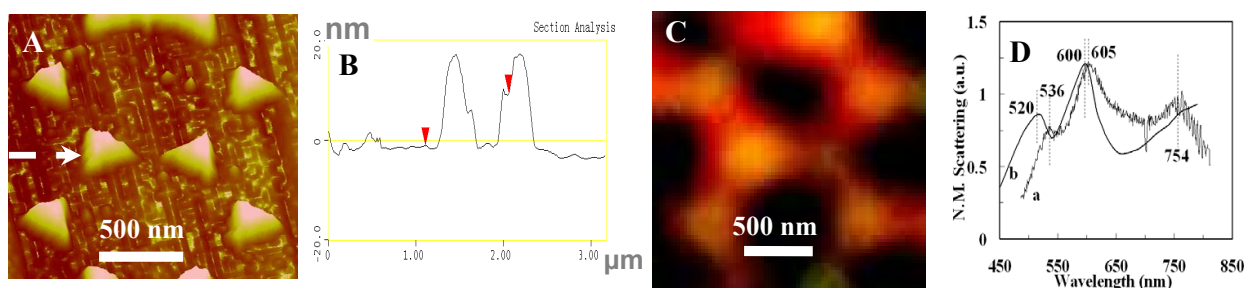 A
500 nm
nm
Section Analysis
20.0
0
-20.0
B
0
1.00
2.00
3.00
µm
C
500 nm
D
N.M. Scattering (a.u.)
1.5
1
0.5
0
520
536
600
605
754
b
a
450
550
650
750
850
Wavelength (nm)